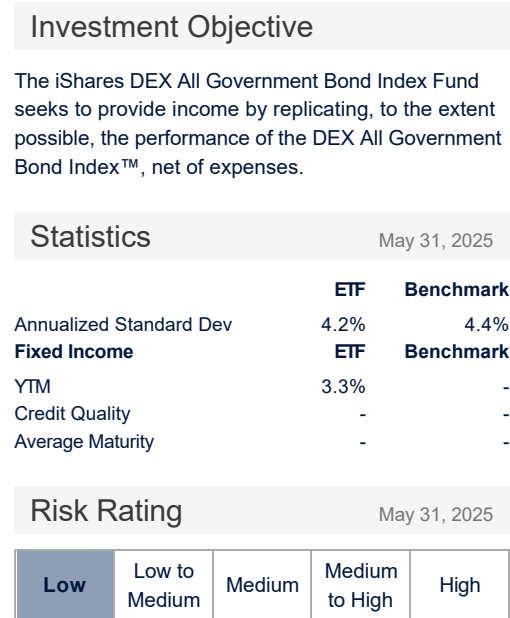 Investment Objective
The iShares DEX All Government Bond Index Fund
seeks to provide income by replicating, to the extent
possible, the performance of the DEX All Government
Bond Index™, net of expenses.
Statistics May 31, 2025
ETF Benchmark
Annualized Standard Dev 4.2% 4.4%
Fixed Income ETF Benchmark
YTM 3.3% -
Credit Quality - -
Average Maturity - -
Risk Rating May 31, 2025
Low Low to Medium Medium Medium to High High